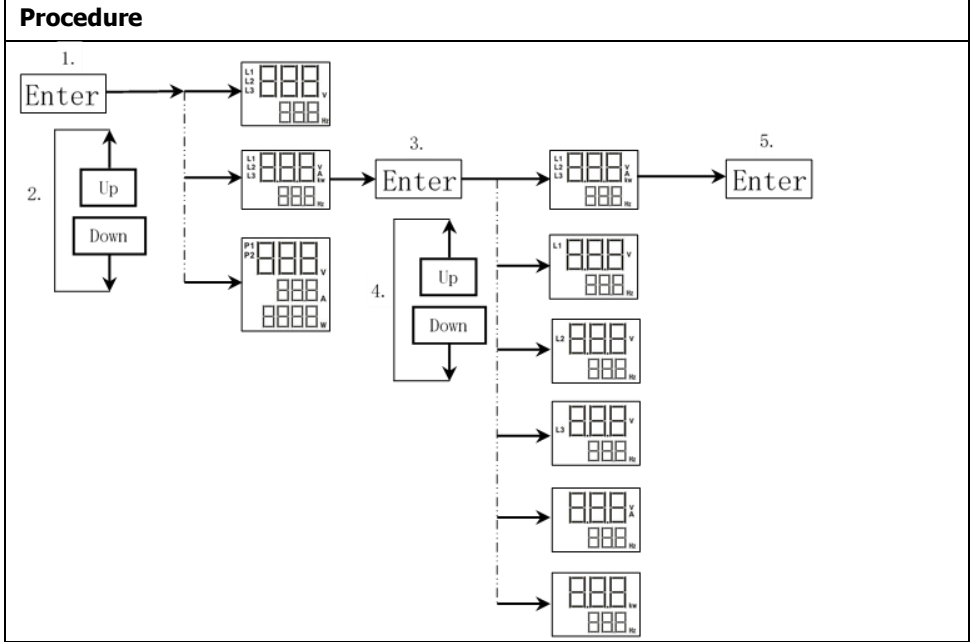 Procedure
1.
Enter
2.
Up
Down
L1
L2
L3
V
Hz
L1
L2
L3
V
A
kw
Hz
P1
P2
V
A
W
3.
Enter
4.
Up
Down
L1
L2
L3
V
A
kw
Hz
L1
V
Hz
L2
V
Hz
L3
V
Hz
V
A
Hz
kw
Hz
5.
Enter